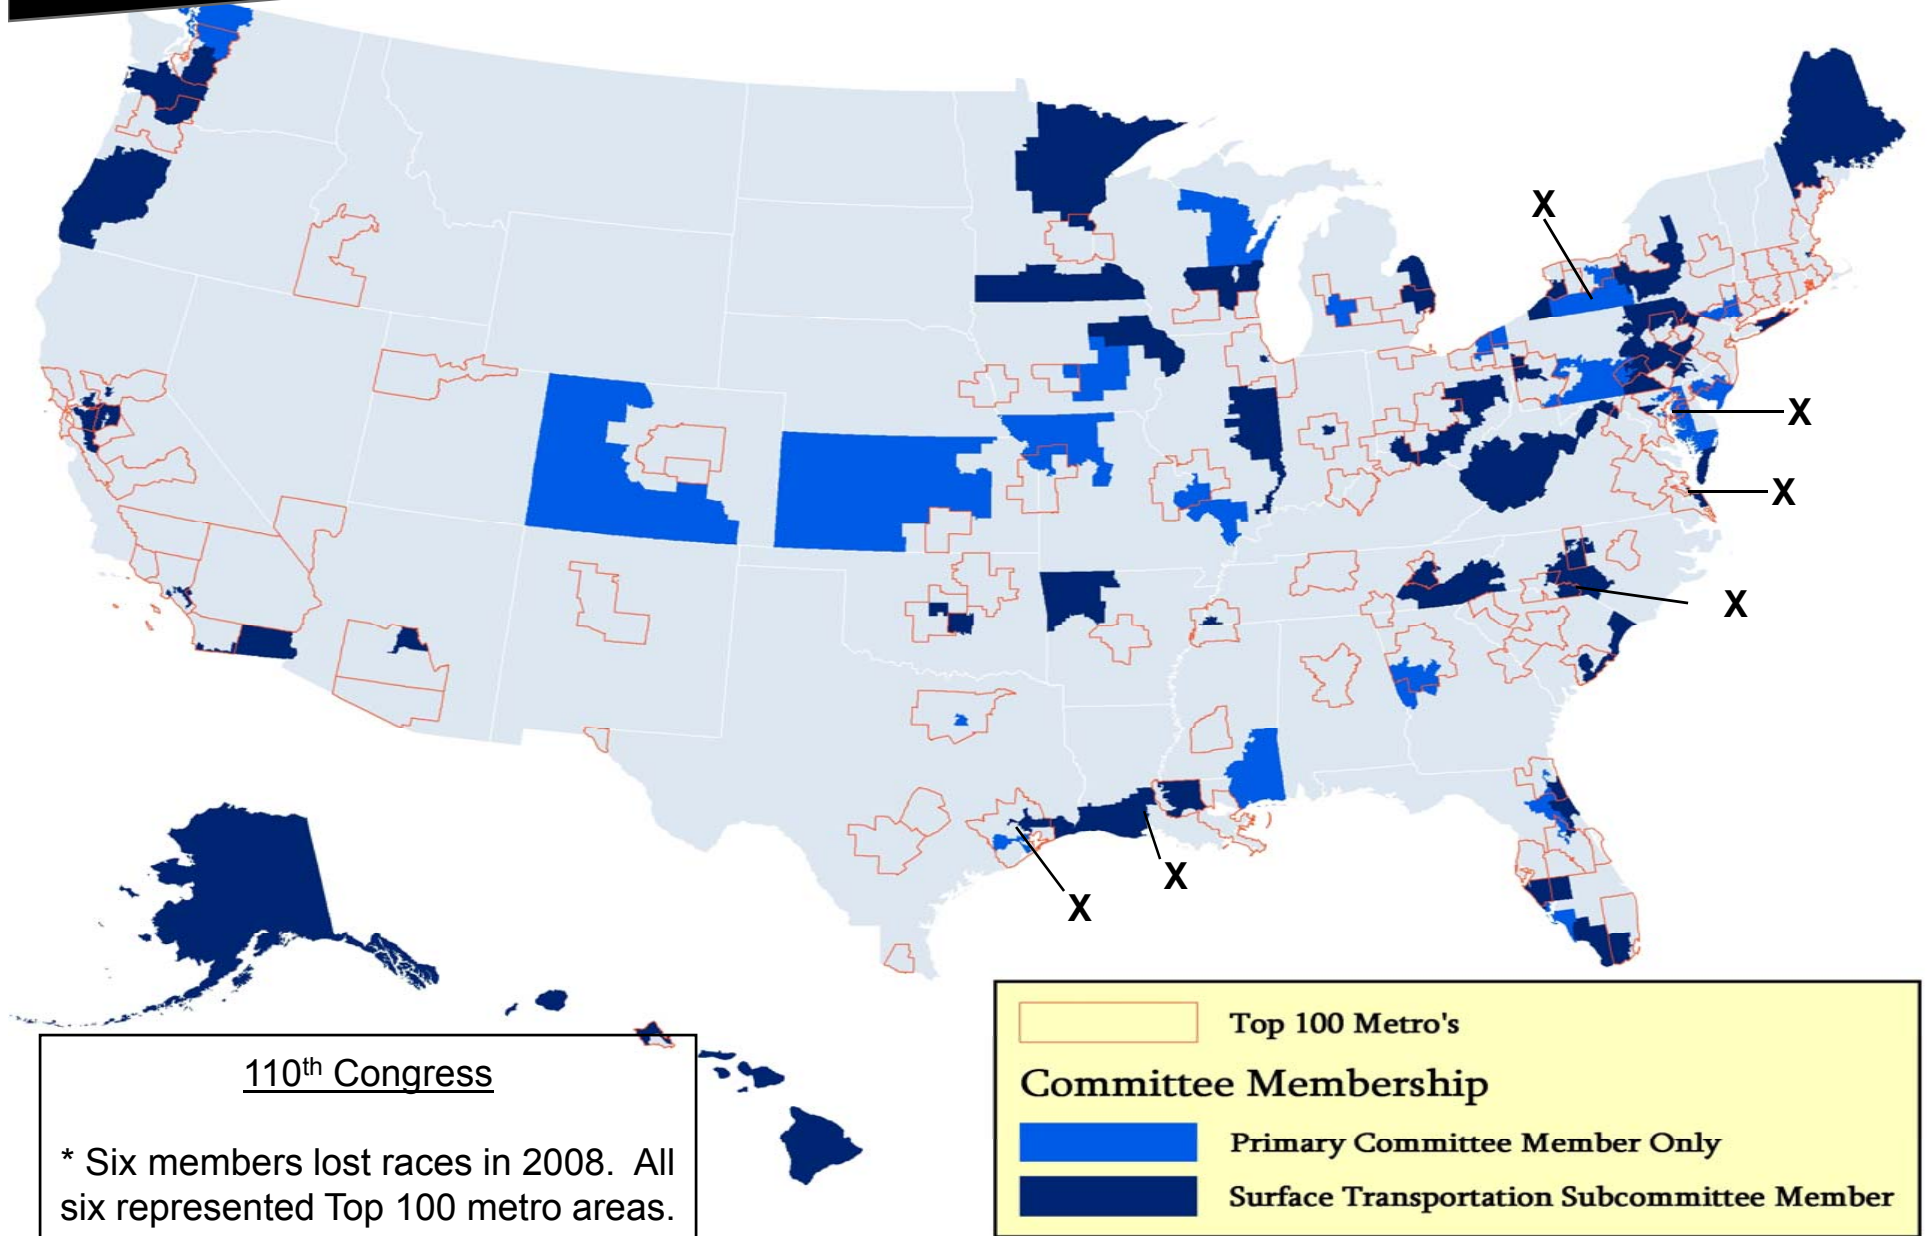 X
X
X
X
X
X
Top 100 Metro's
Committee Membership
Primary Committee Member Only
Surface Transportation Subcommittee Member
110th Congress
* Six members lost races in 2008. All
six represented Top 100 metro areas.